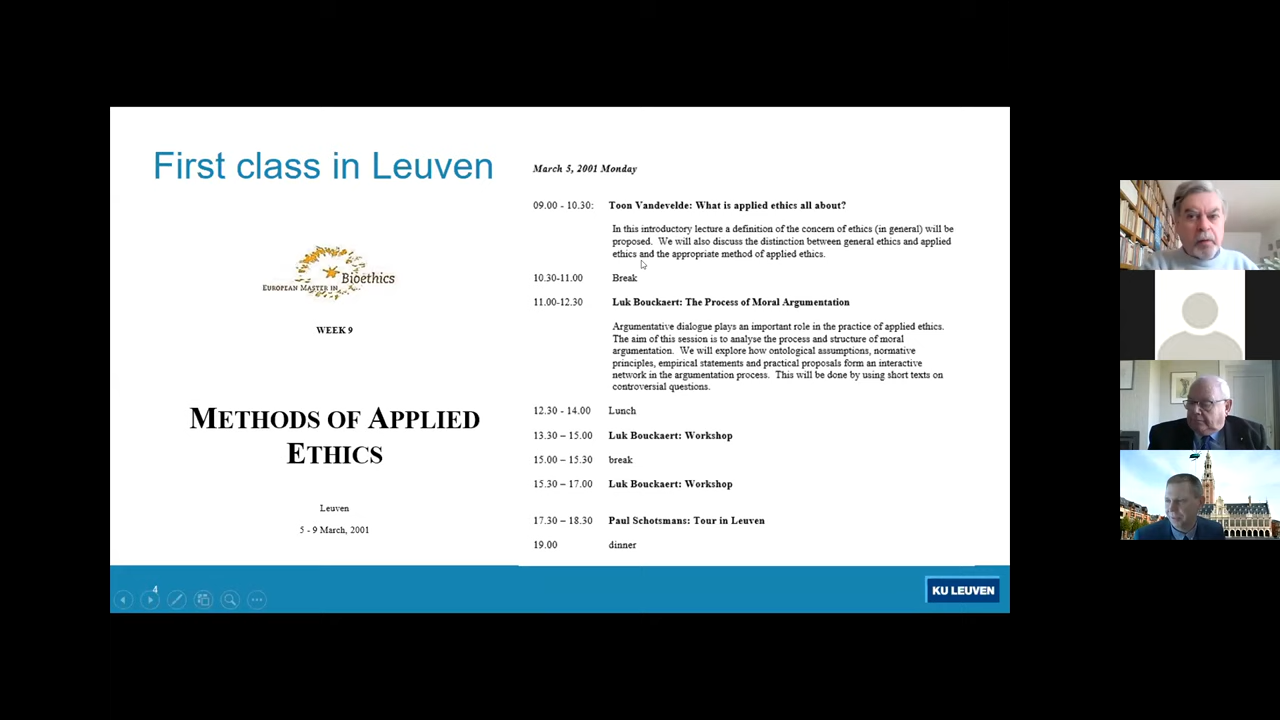 First class in Leuven
Bioethics
EUROPEAN MASTER IN
WEEK 9
METHODS OF APPLIED
ETHICS
Leuven
5 - 9 March, 2001
March 5, 2001 Monday
09.00 - 10.30: Toon Vandevelde: What is applied ethics all about?
In this introductory lecture a definition of the concern of ethics (in general) will be
proposed. We will also discuss the distinction between general ethics and applied
ethics and the appropriate method of applied ethics.
10.30-11.00 Break
11.00-12.30 Luk Bouckaert: The Process of Moral Argumentation
Argumentative dialogue plays an important role in the practice of applied ethics.
The aim of this session is to analyse the process and structure of moral
argumentation. We will explore how ontological assumptions, normative
principles, empirical statements and practical proposals form an interactive
network in the argumentation process. This will be done by using short texts on
controversial questions.
12.30 - 14.00 Lunch
13.30 – 15.00 Luk Bouckaert: Workshop
15.00 – 15.30 break
15.30 – 17.00 Luk Bouckaert: Workshop
17.30 – 18.30 Paul Schotsmans: Tour in Leuven
19.00 dinner
4
KU LEUVEN